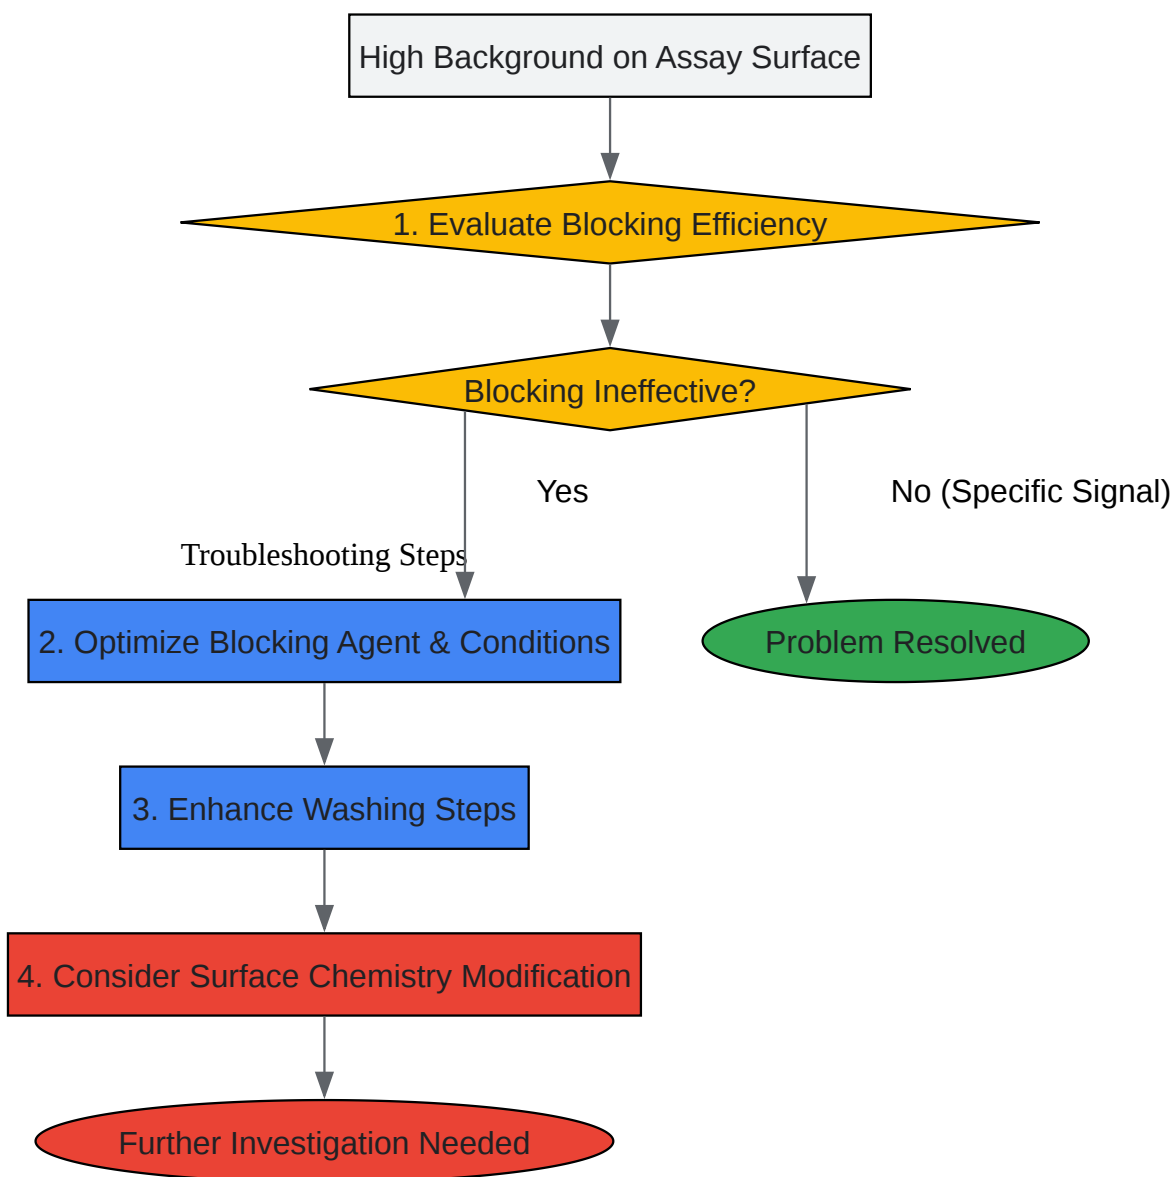 High Background on Assay Surface
1. Evaluate Blocking Efficiency
Blocking Ineffective?
Yes
No (Specific Signal)
Troubleshooting Steps
2. Optimize Blocking Agent & Conditions
Problem Resolved
3. Enhance Washing Steps
4. Consider Surface Chemistry Modification
Further Investigation Needed